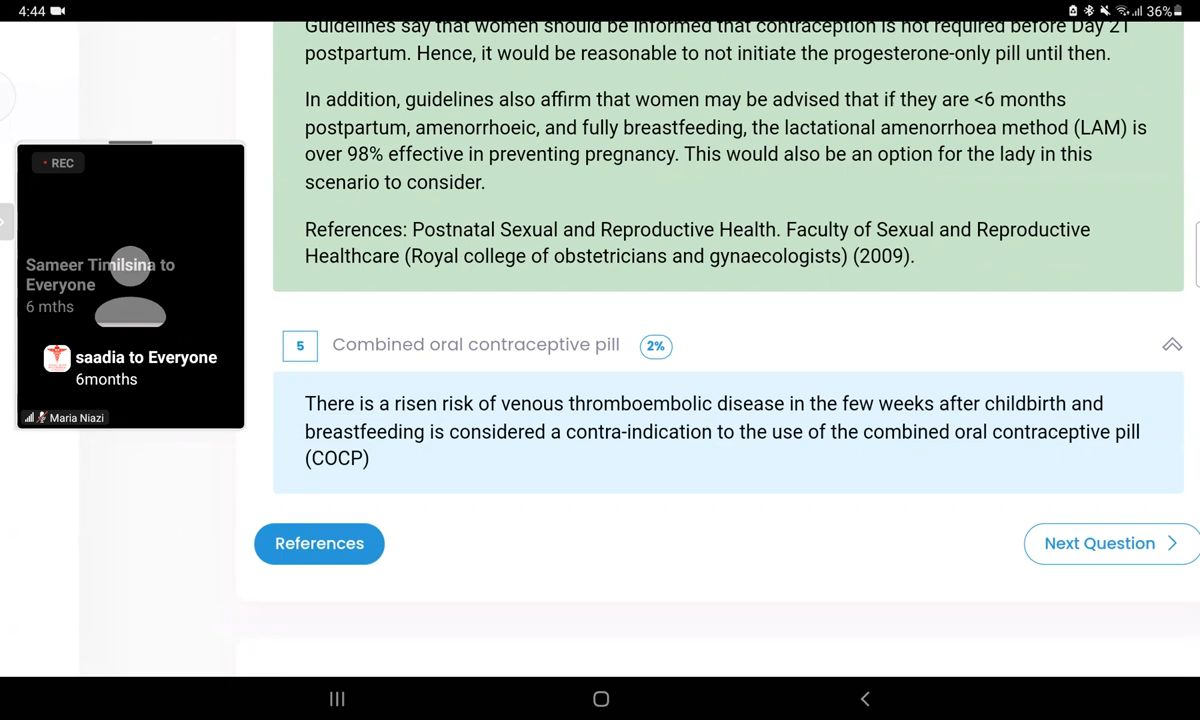 4:44
36%
Guidelines say that women should be informed that contraception is not required before Day 21
postpartum. Hence, it would be reasonable to not initiate the progesterone-only pill until then.
In addition, guidelines also affirm that women may be advised that if they are <6 months
postpartum, amenorrhoeic, and fully breastfeeding, the lactational amenorrhoea method (LAM) is
over 98% effective in preventing pregnancy. This would also be an option for the lady in this
scenario to consider.
References: Postnatal Sexual and Reproductive Health. Faculty of Sexual and Reproductive
Healthcare (Royal college of obstetricians and gynaecologists) (2009).
REC
Sameer Timilsina to
Everyone
6 mths
saadia to Everyone
6months
Maria Niazi
5 Combined oral contraceptive pill 2%
There is a risen risk of venous thromboembolic disease in the few weeks after childbirth and
breastfeeding is considered a contra-indication to the use of the combined oral contraceptive pill
(COCP)
References
Next Question